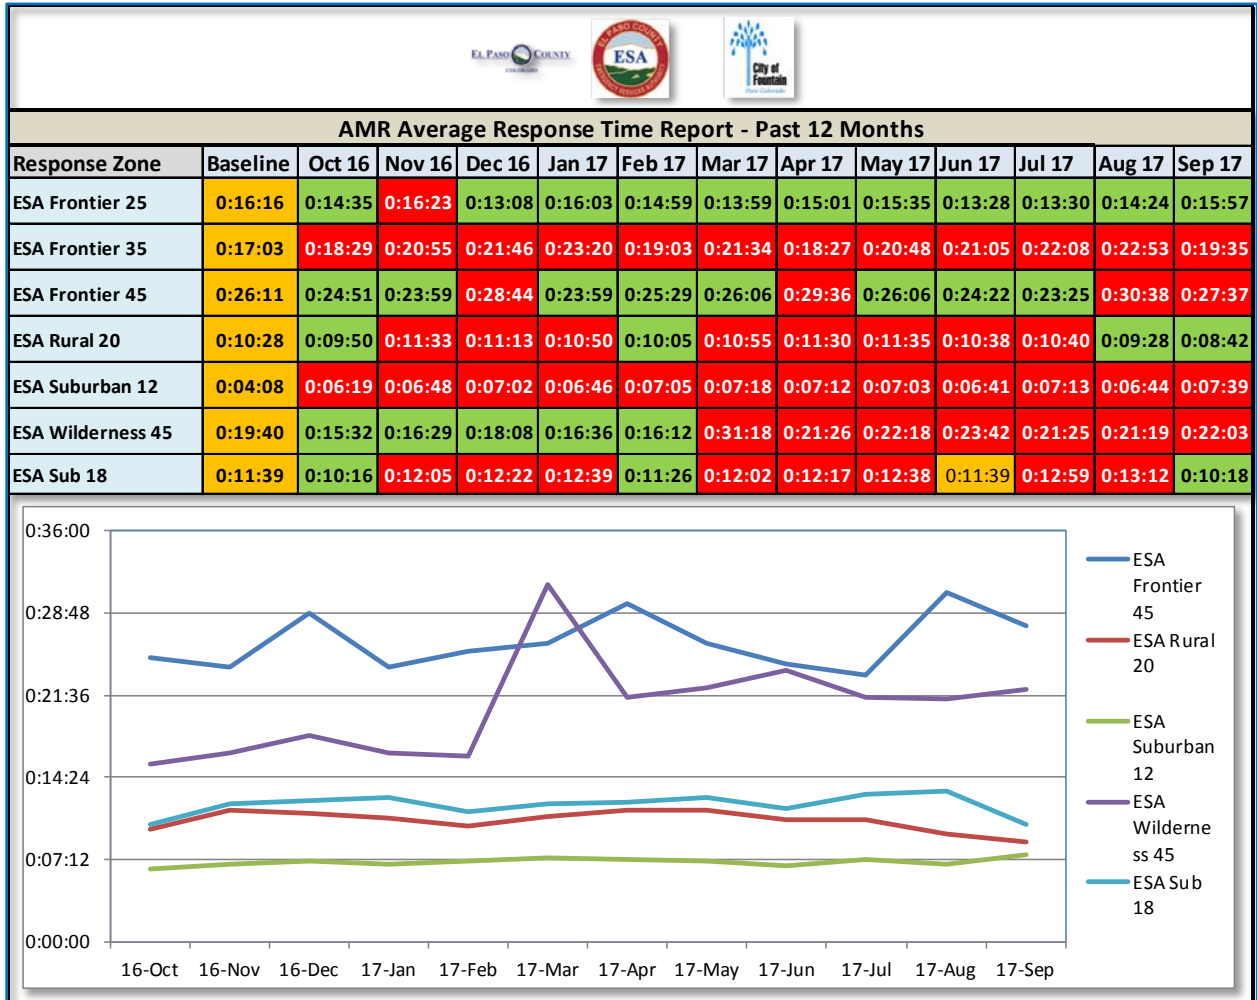 EL PASO COUNTY
COLORADO
EL PASO COUNTY
ESA
EMERGENCY SERVICES AUTHORITY
City of
Fountain
Pure Colorado
AMR Average Response Time Report - Past 12 Months
Response Zone Baseline Oct 16 Nov 16 Dec 16 Jan 17 Feb 17 Mar 17 Apr 17 May 17 Jun 17 Jul 17 Aug 17 Sep 17
ESA Frontier 25 0:16:16 0:14:35 0:16:23 0:13:08 0:16:03 0:14:59 0:13:59 0:15:01 0:15:35 0:13:28 0:13:30 0:14:24 0:15:57
ESA Frontier 35 0:17:03 0:18:29 0:20:55 0:21:46 0:23:20 0:19:03 0:21:34 0:18:27 0:20:48 0:21:05 0:22:08 0:22:53 0:19:35
ESA Frontier 45 0:26:11 0:24:51 0:23:59 0:28:44 0:23:59 0:25:29 0:26:06 0:29:36 0:26:06 0:24:22 0:23:25 0:30:38 0:27:37
ESA Rural 20 0:10:28 0:09:50 0:11:33 0:11:13 0:10:50 0:10:05 0:10:55 0:11:30 0:11:35 0:10:38 0:10:40 0:09:28 0:08:42
ESA Suburban 12 0:04:08 0:06:19 0:06:48 0:07:02 0:06:46 0:07:05 0:07:18 0:07:12 0:07:03 0:06:41 0:07:13 0:06:44 0:07:39
ESA Wilderness 45 0:19:40 0:15:32 0:16:29 0:18:08 0:16:36 0:16:12 0:31:18 0:21:26 0:22:18 0:23:42 0:21:25 0:21:19 0:22:03
ESA Sub 18 0:11:39 0:10:16 0:12:05 0:12:22 0:12:39 0:11:26 0:12:02 0:12:17 0:12:38 0:11:39 0:12:59 0:13:12 0:10:18
0:36:00
0:28:48
0:21:36
0:14:24
0:07:12
0:00:00
16-Oct 16-Nov 16-Dec 17-Jan 17-Feb 17-Mar 17-Apr 17-May 17-Jun 17-Jul 17-Aug 17-Sep
ESA
Frontier
45
ESA Rural
20
ESA
Suburban
12
ESA
Wilderne
ss 45
ESA Sub
18